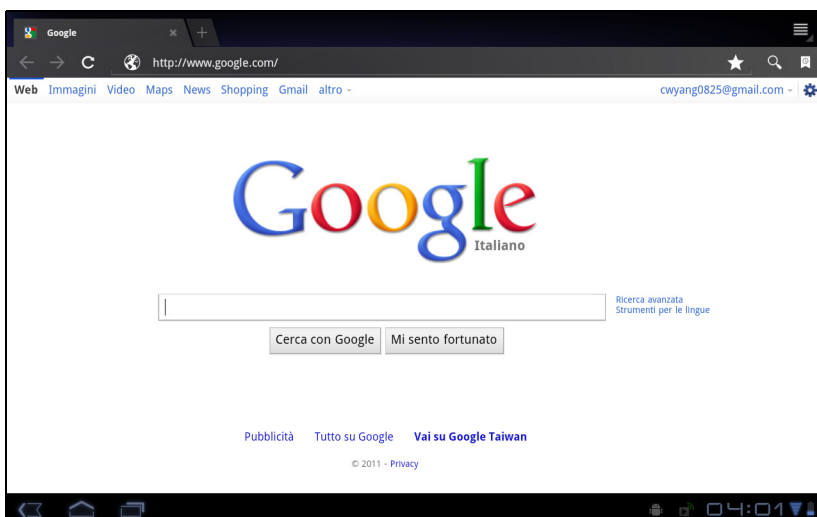 Google
http://www.google.com/
Web Immagini Video Maps News Shopping Gmail altro cwyang0825@gmail.com
Google
Italiano
Ricerca avanzata
Strumenti per le lingue
Cerca con Google Mi sento fortunato
Pubblicità Tutto su Google Vai su Google Taiwan
© 2011 - Privacy
04:01